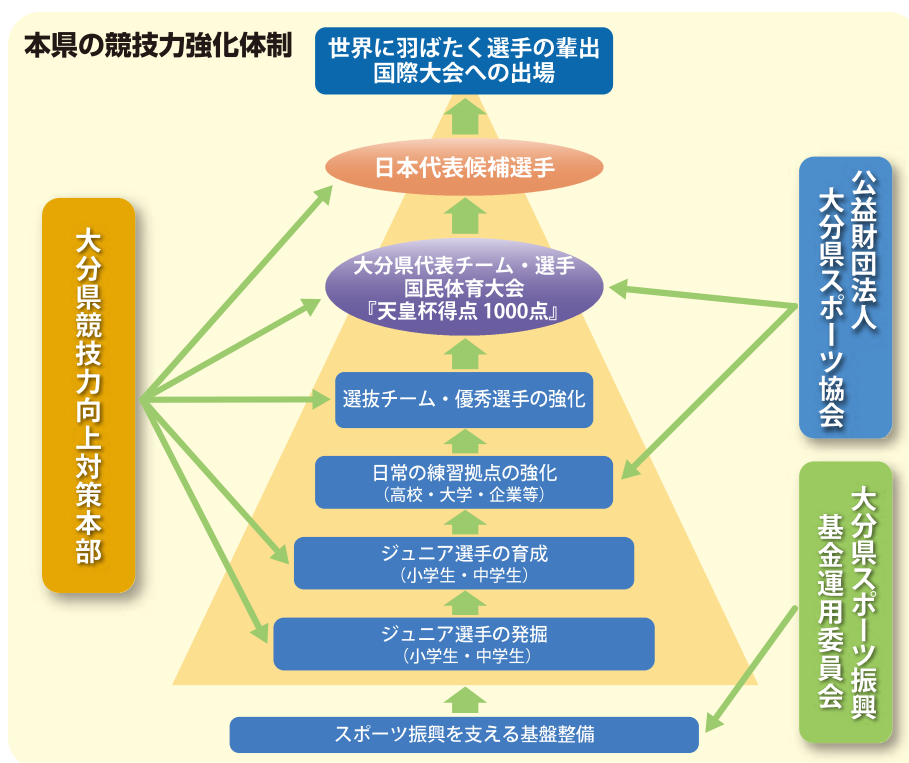 本県の競技力強化体制
世界に羽ばたく選手の輩出
国際大会への出場
日本代表候補選手
大分県代表チーム・選手
国民体育大会
『天皇杯得点 1000点』
選抜チーム・優秀選手の強化
日常の練習拠点の強化
（高校・大学・企業等）
ジュニア選手の育成
（小学生・中学生）
ジュニア選手の発掘
（小学生・中学生）
スポーツ振興を支える基盤整備
大分県競技力向上対策本部
公益財団法人
大分県スポーツ協会
大分県スポーツ振興
基金運用委員会